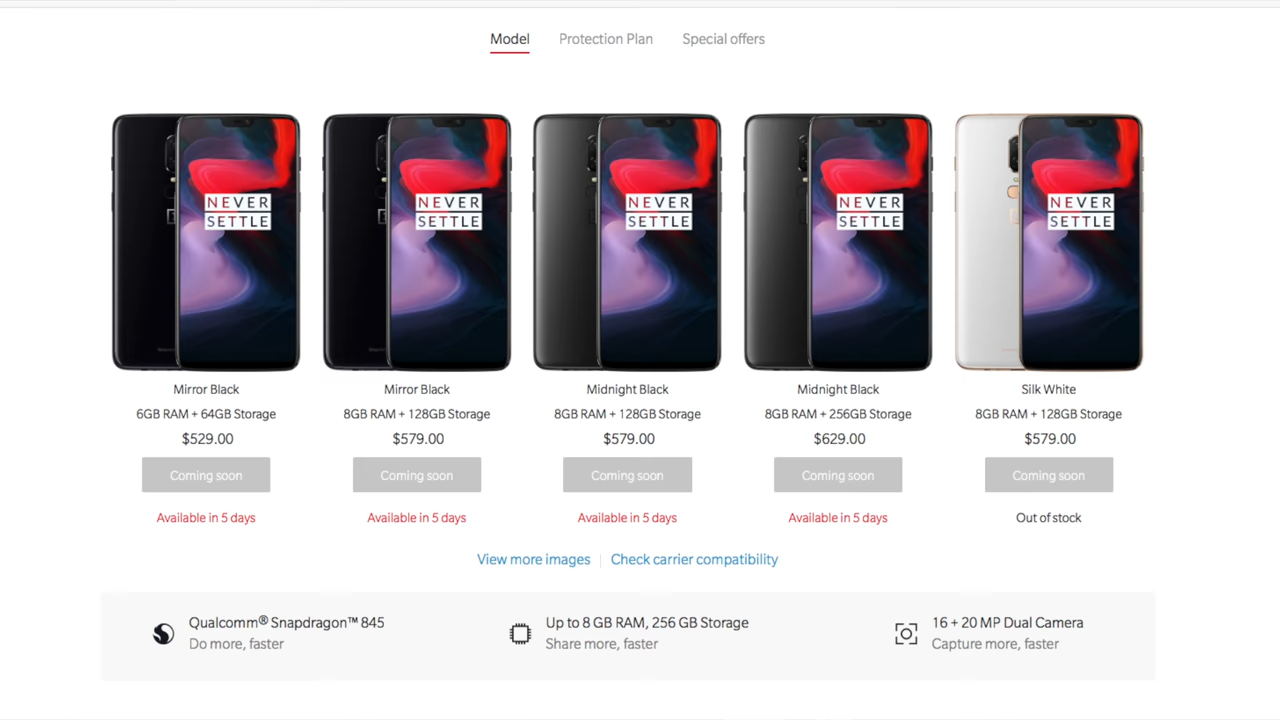 Model Protection Plan Special offers
NEVER NEVER NEVER NEVER NEVER
SETTLE SETTLE SETTLE SETTLE SETTLE
Mirror Black Mirror Black Midnight Black Midnight Black Silk White
6GB RAM + 64GB Storage 8GB RAM + 128GB Storage 8GB RAM + 128GB Storage 8GB RAM + 256GB Storage 8GB RAM + 128GB Storage
$529.00 $579.00 $579.00 $629.00 $579.00
Coming soon Coming soon Coming soon Coming soon Coming soon
Available in 5 days Available in 5 days Available in 5 days Available in 5 days Out of stock
View more images Check carrier compatibility
Qualcomm® Snapdragon™ 845 Up to 8 GB RAM, 256 GB Storage 16 + 20 MP Dual Camera
Do more, faster Share more, faster Capture more, faster